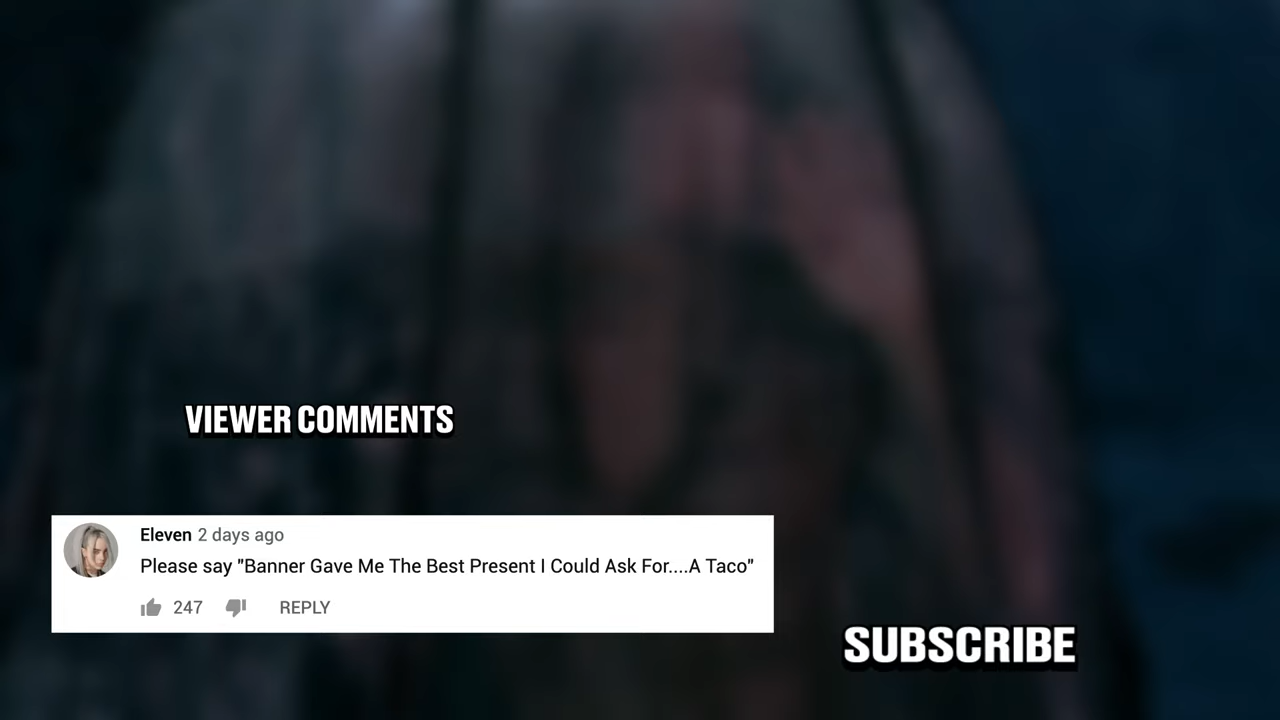 VIEWER COMMENTS
Eleven 2 days ago
Please say "Banner Gave Me The Best Present I Could Ask For....A Taco"
247 REPLY
SUBSCRIBE